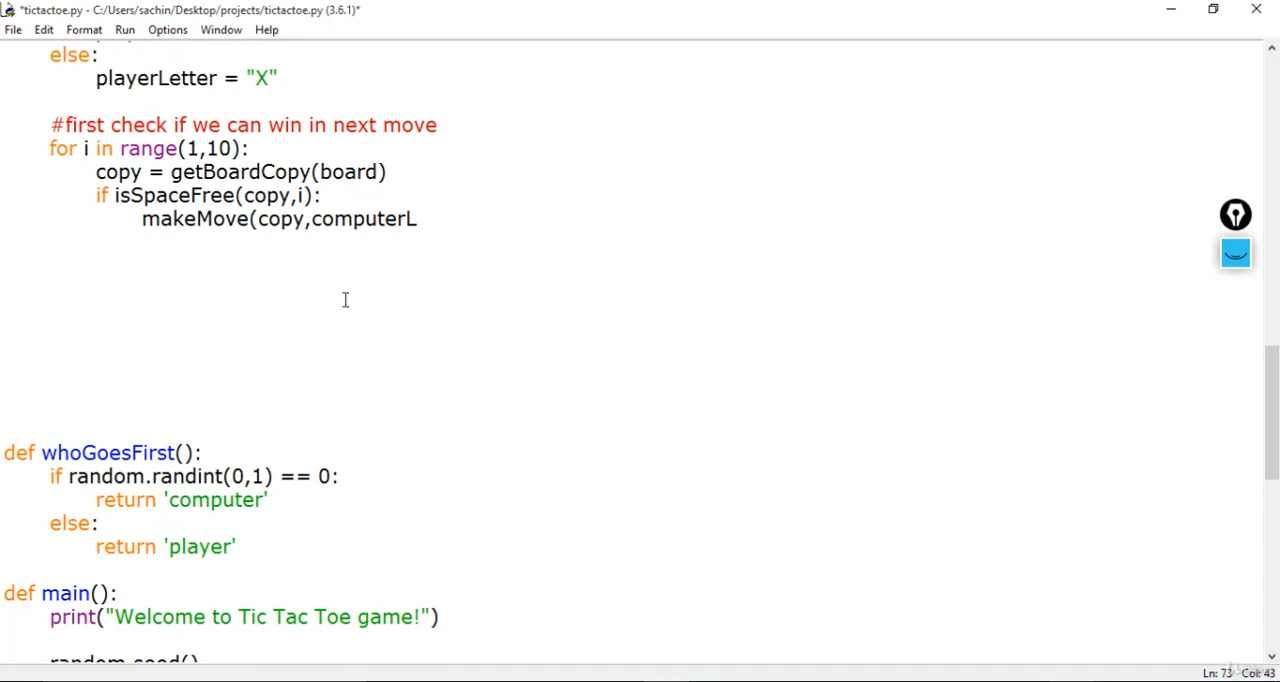 *tictactoe.py - C:/Users/sachin/Desktop/projects/tictactoe.py (3.6.1)*
File Edit Format Run Options Window Help
else:
playerLetter = "X"
#first check if we can win in next move
for i in range(1,10):
copy = getBoardCopy(board)
if isSpaceFree(copy,i):
makeMove(copy,computerL
def whoGoesFirst():
if random.randint(0,1) == 0:
return 'computer'
else:
return 'player'
def main():
print("Welcome to Tic Tac Toe game!")
random.seed()
Ln: 73 Col: 43